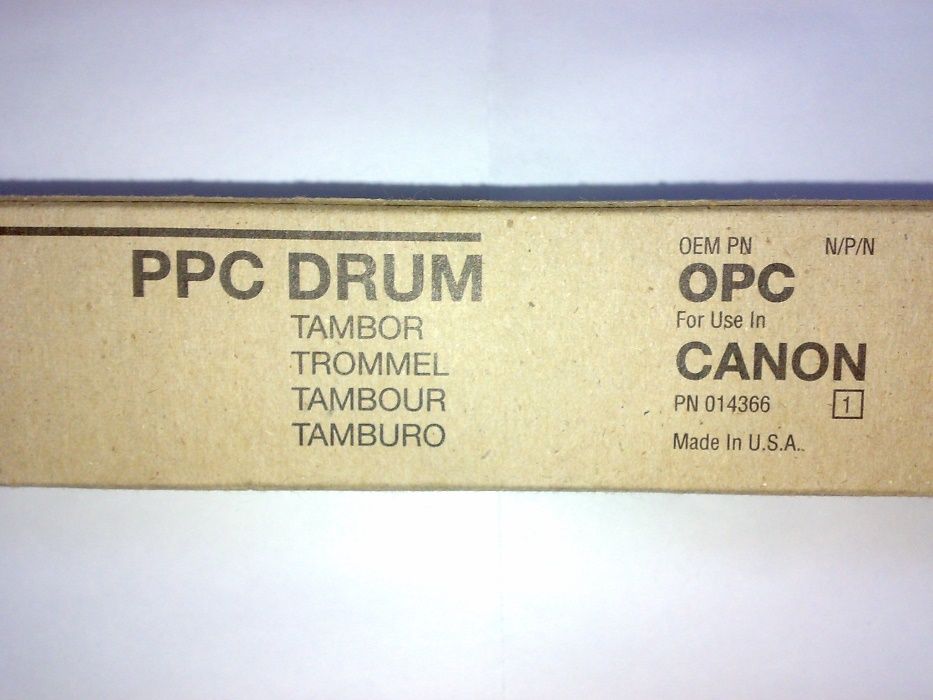 PPC DRUM
TAMBOR
TROMMEL
TAMBOUR
TAMBURO
OEM PN N/P/N
OPC
For Use In
CANON
PN 014366 1
Made In U.S.A.